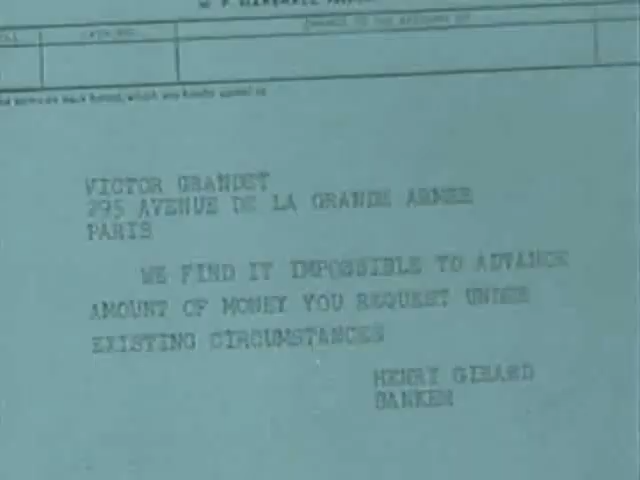 VICTOR GRANDET
295 AVENUE DE LA GRANDE ARMEE
PARIS
WE FIND IT IMPOSSIBLE TO ADVANCE
AMOUNT OF MONEY YOU REQUEST UNDER
EXISTING CIRCUMSTANCES
HENRY GIRARD
BANKER